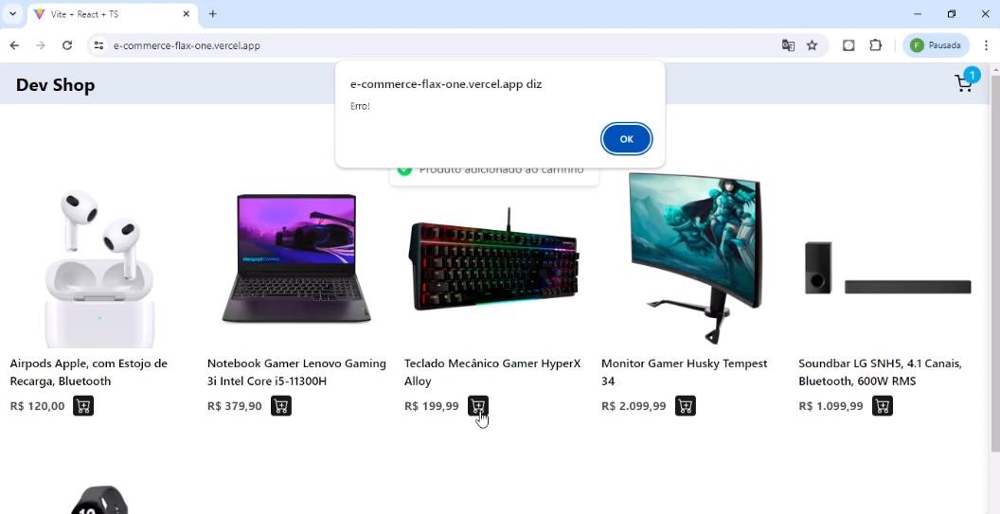 Vite + React + TS
e-commerce-flax-one.vercel.app
F
Pausada
Dev Shop
1
e-commerce-flax-one.vercel.app diz
Erro!
OK
Produto adicionado ao carrinho
Airpods Apple, com Estojo de
Recarga, Bluetooth
R$ 120,00
Notebook Gamer Lenovo Gaming
3i Intel Core i5-11300H
R$ 379,90
Teclado Mecânico Gamer HyperX
Alloy
R$ 199,99
Monitor Gamer Husky Tempest
34
R$ 2.099,99
Soundbar LG SNH5, 4.1 Canais,
Bluetooth, 600W RMS
R$ 1.099,99
ideapad GAMING
10